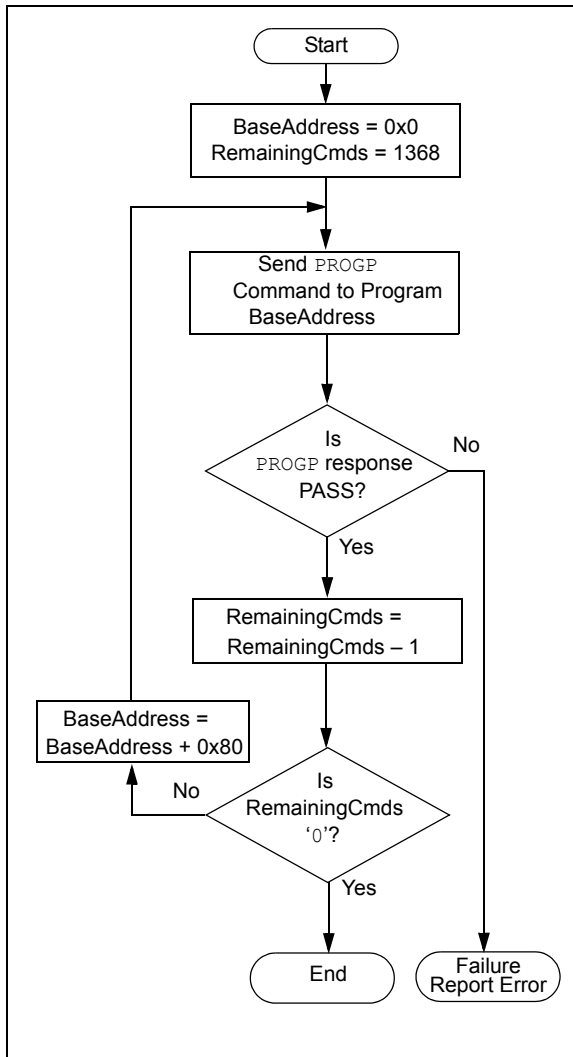 Start
BaseAddress = 0x0
RemainingCmds = 1368
Send PROGP
Command to Program
BaseAddress
Is
PROGP response
PASS?
No
Yes
RemainingCmds =
RemainingCmds – 1
BaseAddress =
BaseAddress + 0x80
No
Is
RemainingCmds
‘0’?
Yes
End
Failure
Report Error